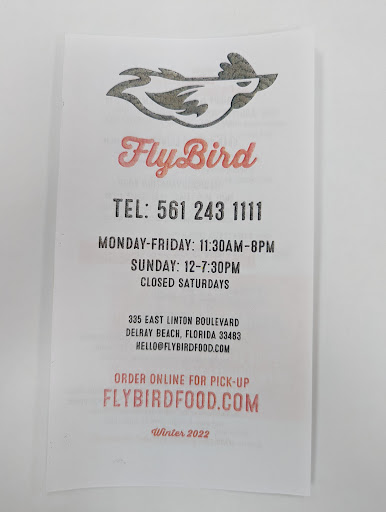 FlyBird
TEL: 561 243 1111
MONDAY-FRIDAY: 11:30AM-8PM
SUNDAY: 12-7:30PM
CLOSED SATURDAYS
335 EAST LINTON BOULEVARD
DELRAY BEACH, FLORIDA 33483
HELLO@FLYBIRDFOOD.COM
ORDER ONLINE FOR PICK-UP
FLYBIRDFOOD.COM
Winter 2022